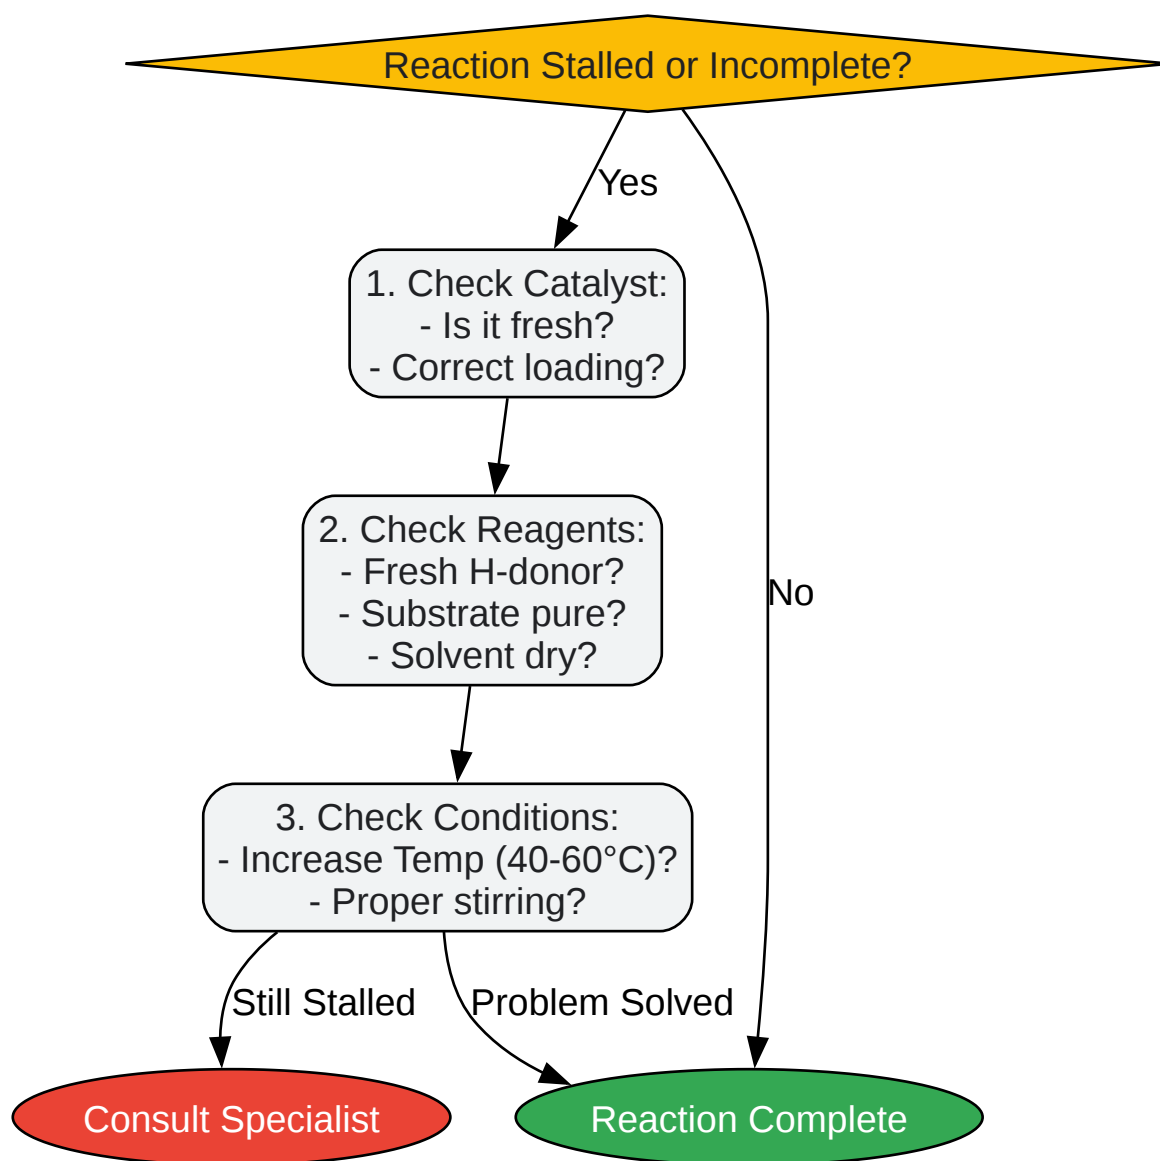 Reaction Stalled or Incomplete?
Yes
1. Check Catalyst:
- Is it fresh?
- Correct loading?
2. Check Reagents:
- Fresh H-donor?
- Substrate pure?
- Solvent dry?
No
3. Check Conditions:
- Increase Temp (40-60°C)?
- Proper stirring?
Still Stalled
Problem Solved
Consult Specialist
Reaction Complete